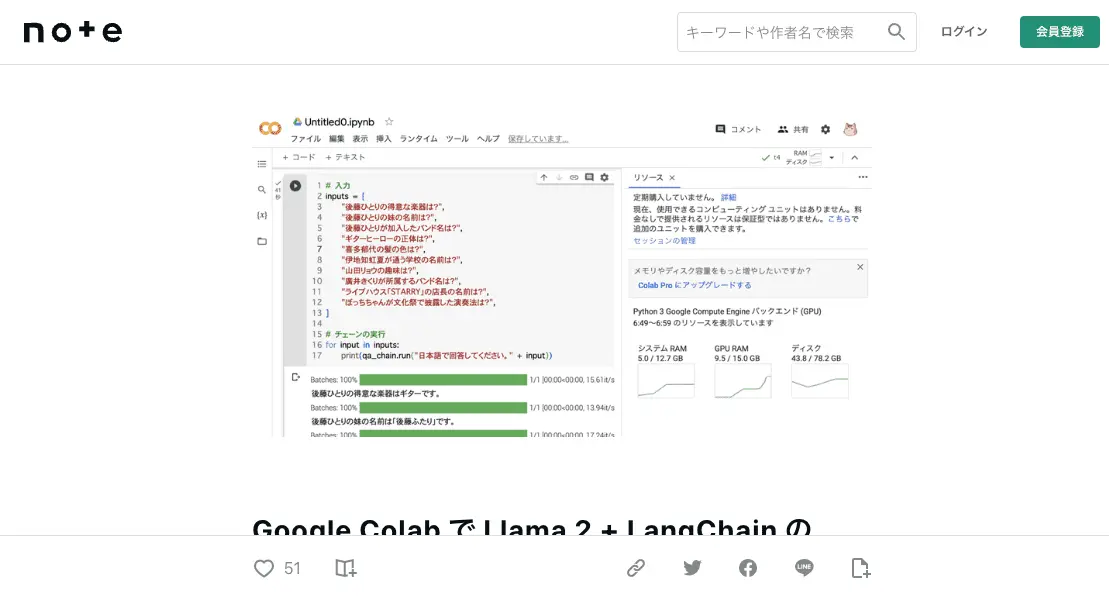 note
キーワードや作者名で検索
ログイン
会員登録
Untitled0.ipynb
コメント
共有
ファイル 編集 表示 挿入 ランタイム ツール ヘルプ 保存しています…
+ コード + テキスト
T4
RAM
ディスク
リソース ×
定期購入していません。 詳細
現在、使用できるコンピューティング ユニットはありません。料
金なしで提供されるリソースは保証型ではありません。こちらで
追加のユニットを購入できます。
セッションの管理
メモリやディスク容量をもっと増やしたいですか?
Colab Pro にアップグレードする
Python 3 Google Compute Engine バックエンド (GPU)
6:49～6:59 のリソースを表示しています
システム RAM
5.0 / 12.7 GB
GPU RAM
9.5 / 15.0 GB
ディスク
43.8 / 78.2 GB
{x}
41
秒
1 # 入力
2 inputs = [
3 "後藤ひとりの得意な楽器は?",
4 "後藤ひとりの妹の名前は?",
5 "後藤ひとりが加入したバンド名は?",
6 "ギターヒーローの正体は?",
7 "喜多郁代の髪の色は?",
8 "伊地知虹夏が通う学校の名前は?",
9 "山田リョウの趣味は?",
10 "廣井きくりが所属するバンド名は?",
11 "ライブハウス「STARRY」の店長の名前は?",
12 "ぼっちちゃんが文化祭で披露した演奏法は?",
13 ]
14
15 # チェーンの実行
16 for input in inputs:
17 print(qa_chain.run("日本語で回答してください。" + input))
Batches: 100% 1/1 [00:00<00:00, 15.61it/s
後藤ひとりの得意な楽器はギターです。
Batches: 100% 1/1 [00:00<00:00, 13.94it/s
後藤ひとりの妹の名前は「後藤ふたり」です。
Batches: 100% 1/1 [00:00<00:00, 17.24it/s
Google Colab で Llama 2 + LangChain の
51
LINE